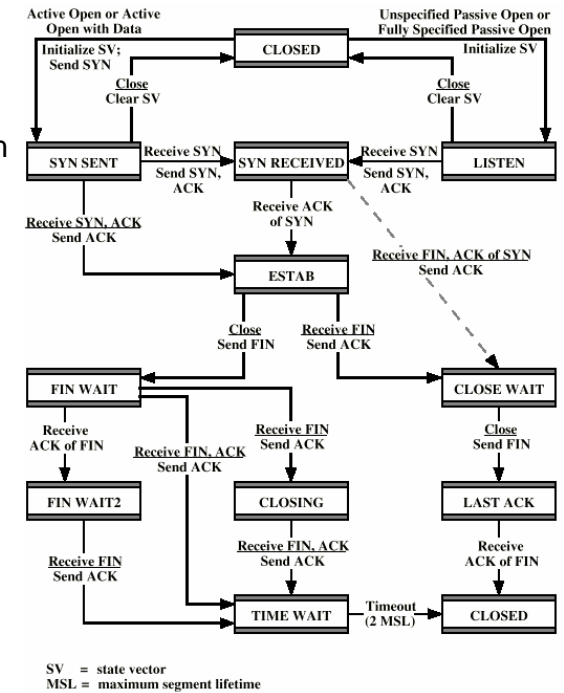 Active Open or Active
Open with Data
Unspecified Passive Open or
Fully Specified Passive Open
CLOSED
Initialize SV;
Send SYN
Initialize SV
Close
Clear SV
Close
Clear SV
n
SYN SENT
Receive SYN
Send SYN,
ACK
SYN RECEIVED
Receive SYN
Send SYN,
ACK
LISTEN
Receive ACK
of SYN
Receive SYN, ACK
Send ACK
Receive FIN, ACK of SYN
Send ACK
ESTAB
Close
Send FIN
Receive FIN
Send ACK
FIN WAIT
CLOSE WAIT
Receive
ACK of FIN
Receive FIN, ACK
Send ACK
Receive FIN
Send ACK
Close
Send FIN
FIN WAIT2
CLOSING
LAST ACK
Receive FIN
Send ACK
Receive FIN, ACK
Send ACK
Receive
ACK of FIN
TIME WAIT
Timeout
(2 MSL)
CLOSED
SV = state vector
MSL = maximum segment lifetime